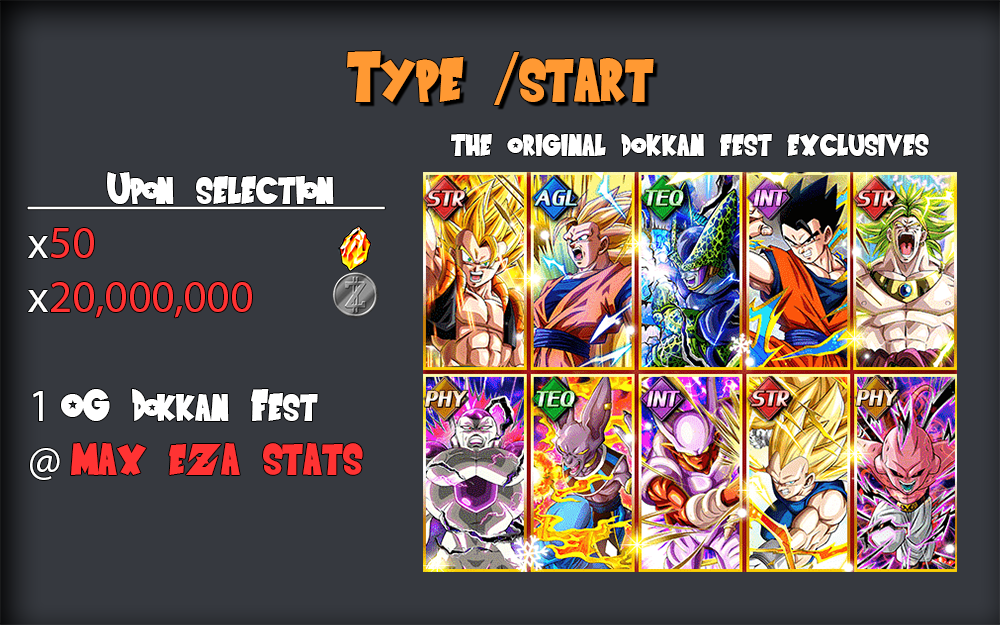 Type /start
The Original Dokkan Fest Exclusives
Upon selection
x50
x20,000,000
Z
1 OG Dokkan Fest
@ MAX EZA STATS
STR AGL TEQ INT STR
PHY TEQ INT STR PHY